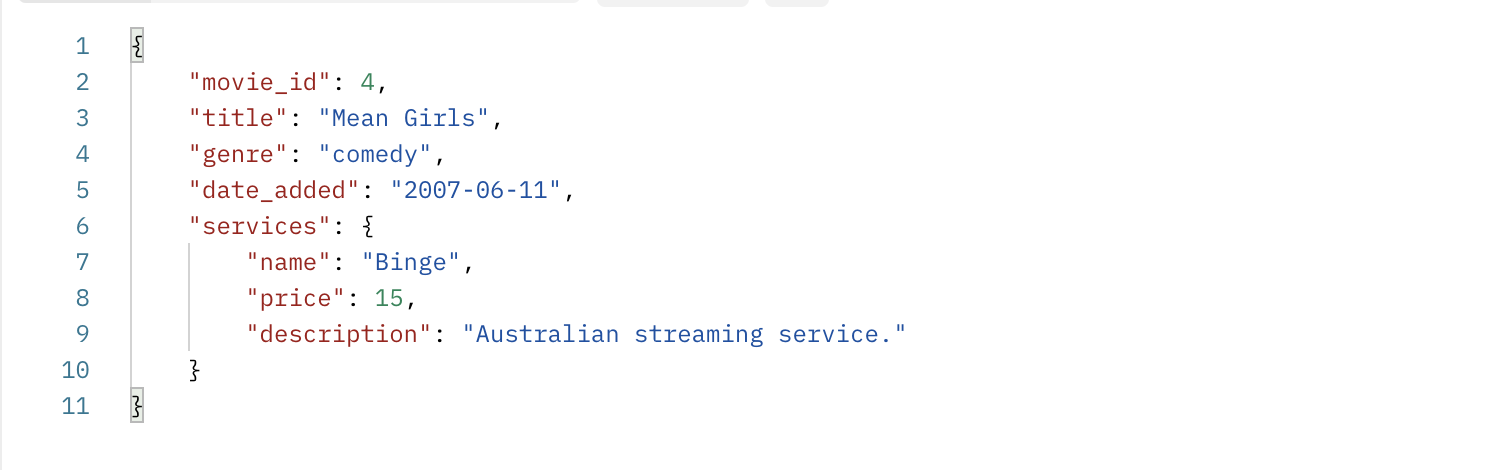 1 {
2 "movie_id": 4,
3 "title": "Mean Girls",
4 "genre": "comedy",
5 "date_added": "2007-06-11",
6 "services": {
7 "name": "Binge",
8 "price": 15,
9 "description": "Australian streaming service."
10 }
11 }